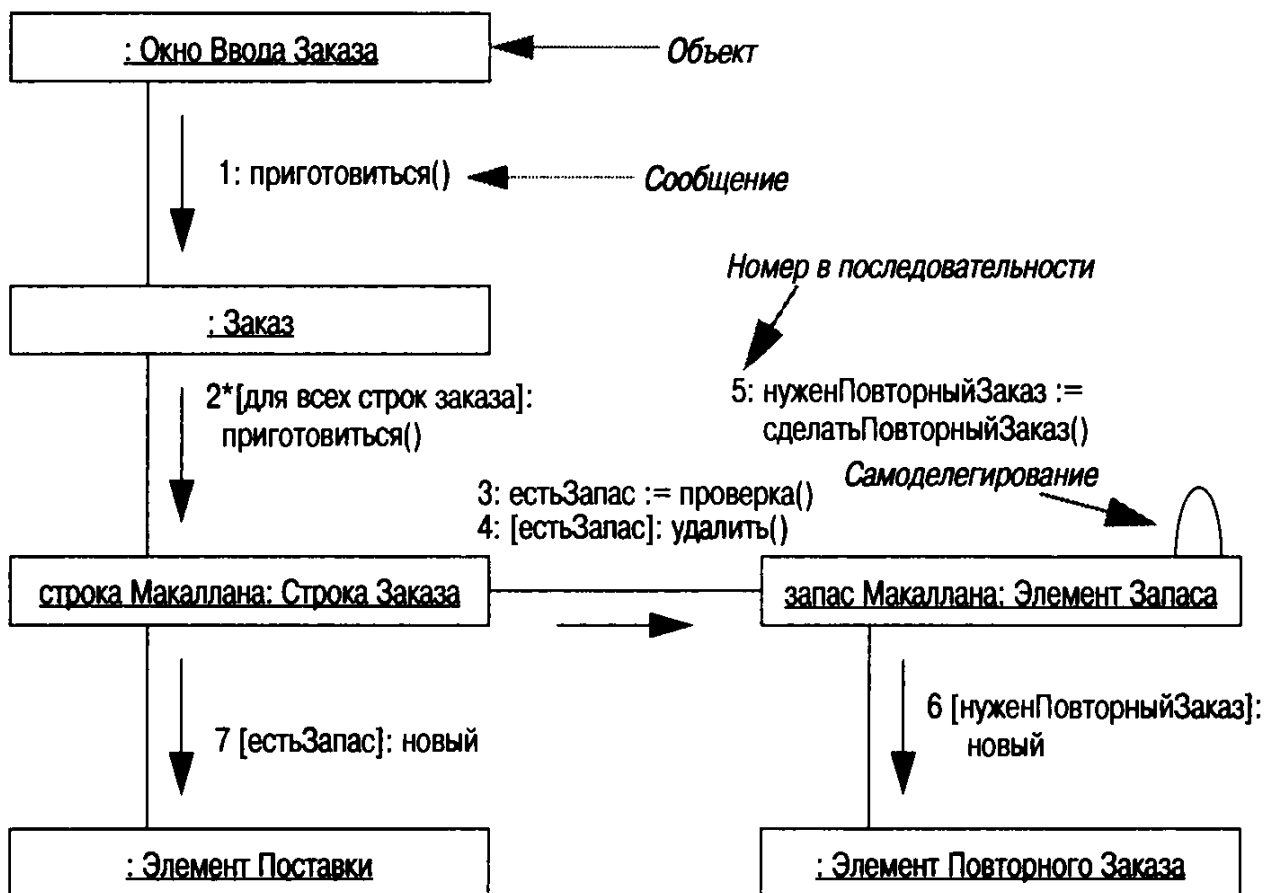 : Окно Ввода Заказа
Объект
1: приготовиться()
Сообщение
Номер в последовательности
: Заказ
2*[для всех строк заказа]:
приготовиться()
5: нуженПовторныйЗаказ :=
сделатьПовторныйЗаказ()
Самоделегирование
3: естьЗапас := проверка()
4: [естьЗапас]: удалить()
строка Макаллана: Строка Заказа
запас Макаллана: Элемент Запаса
7 [естьЗапас]: новый
6 [нуженПовторныйЗаказ]:
новый
: Элемент Поставки
: Элемент Повторного Заказа